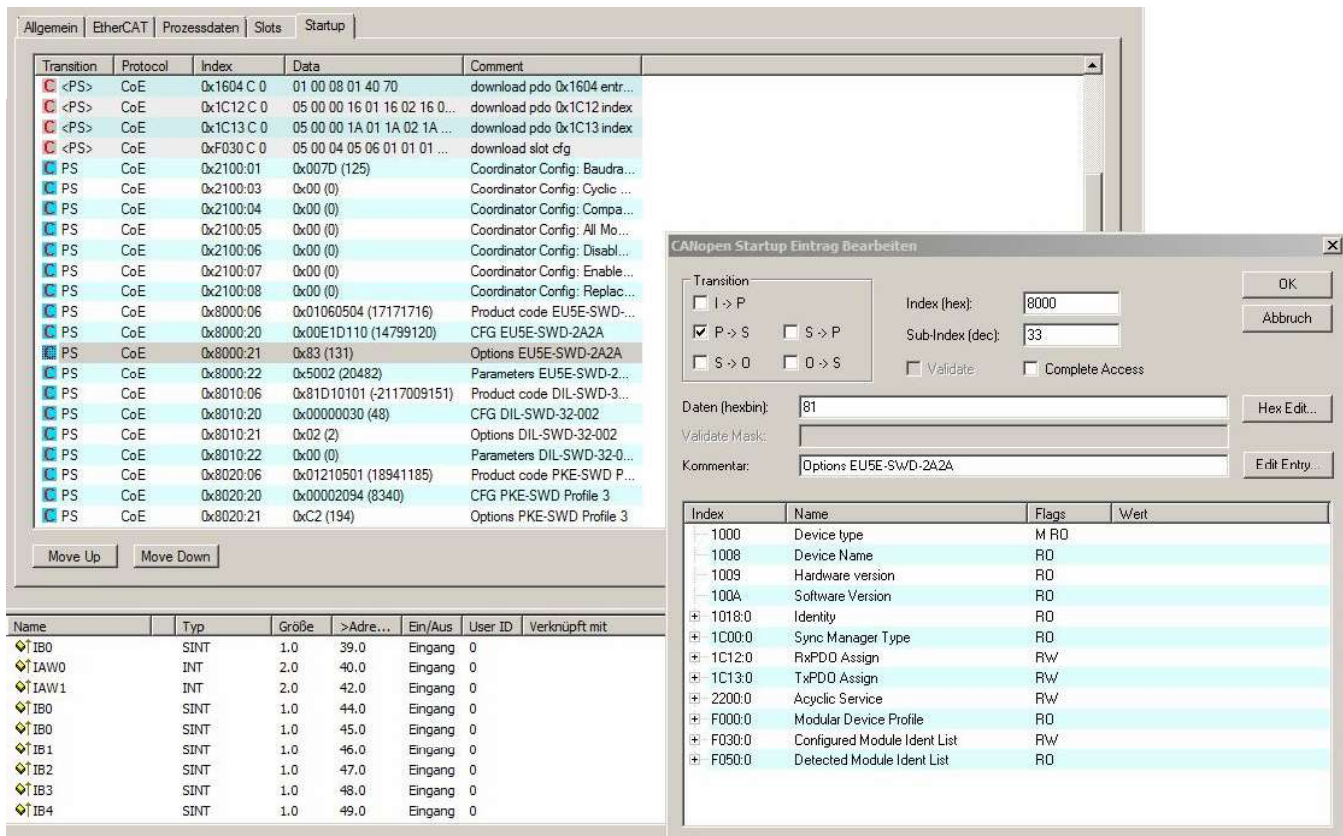 Allgemein EtherCAT Prozessdaten Slots Startup
Transition Protocol Index Data Comment
C <PS> CoE 0x1604 C 0 01 00 08 01 40 70 download pdo 0x1604 entr...
C <PS> CoE 0x1C12 C 0 05 00 00 16 01 16 02 16 0... download pdo 0x1C12 index
C <PS> CoE 0x1C13 C 0 05 00 00 1A 01 1A 02 1A ... download pdo 0x1C13 index
C <PS> CoE 0xF030 C 0 05 00 04 05 06 01 01 01 ... download slot cfg
C PS CoE 0x2100:01 0x007D (125) Coordinator Config: Baudra...
C PS CoE 0x2100:03 0x00 (0) Coordinator Config: Cyclic ...
C PS CoE 0x2100:04 0x00 (0) Coordinator Config: Compa...
C PS CoE 0x2100:05 0x00 (0) Coordinator Config: All Mo...
C PS CoE 0x2100:06 0x00 (0) Coordinator Config: Disabl...
C PS CoE 0x2100:07 0x00 (0) Coordinator Config: Enable...
C PS CoE 0x2100:08 0x00 (0) Coordinator Config: Replac...
C PS CoE 0x8000:06 0x01060504 (17171716) Product code EU5E-SWD-...
C PS CoE 0x8000:20 0x00E1D110 (14799120) CFG EU5E-SWD-2A2A
C PS CoE 0x8000:21 0x83 (131) Options EU5E-SWD-2A2A
C PS CoE 0x8000:22 0x5002 (20482) Parameters EU5E-SWD-2...
C PS CoE 0x8010:06 0x81D10101 (-2117009151) Product code DIL-SWD-3...
C PS CoE 0x8010:20 0x00000030 (48) CFG DIL-SWD-32-002
C PS CoE 0x8010:21 0x02 (2) Options DIL-SWD-32-002
C PS CoE 0x8010:22 0x00 (0) Parameters DIL-SWD-32-0...
C PS CoE 0x8020:06 0x01210501 (18941185) Product code PKE-SWD P...
C PS CoE 0x8020:20 0x00002094 (8340) CFG PKE-SWD Profile 3
C PS CoE 0x8020:21 0xC2 (194) Options PKE-SWD Profile 3
Move Up Move Down
Name Typ Größe >Adre... Ein/Aus User ID Verknüpft mit
IB0 SINT 1.0 39.0 Eingang 0
IAW0 INT 2.0 40.0 Eingang 0
IAW1 INT 2.0 42.0 Eingang 0
IB0 SINT 1.0 44.0 Eingang 0
IB0 SINT 1.0 45.0 Eingang 0
IB1 SINT 1.0 46.0 Eingang 0
IB2 SINT 1.0 47.0 Eingang 0
IB3 SINT 1.0 48.0 Eingang 0
IB4 SINT 1.0 49.0 Eingang 0
CANopen Startup Eintrag Bearbeiten
Transition
I -> P
P -> S S -> P
S -> O O -> S
Index (hex): 8000
Sub-Index (dec): 33
Validate Complete Access
OK
Abbruch
Daten (hexbin): 81 Hex Edit...
Validate Mask:
Kommentar: Options EU5E-SWD-2A2A Edit Entry...
Index Name Flags Wert
1000 Device type M RO
1008 Device Name RO
1009 Hardware version RO
100A Software Version RO
1018:0 Identity RO
1C00:0 Sync Manager Type RO
1C12:0 RxPDO Assign RW
1C13:0 TxPDO Assign RW
2200:0 Acyclic Service RW
F000:0 Modular Device Profile RO
F030:0 Configured Module Ident List RW
F050:0 Detected Module Ident List RO